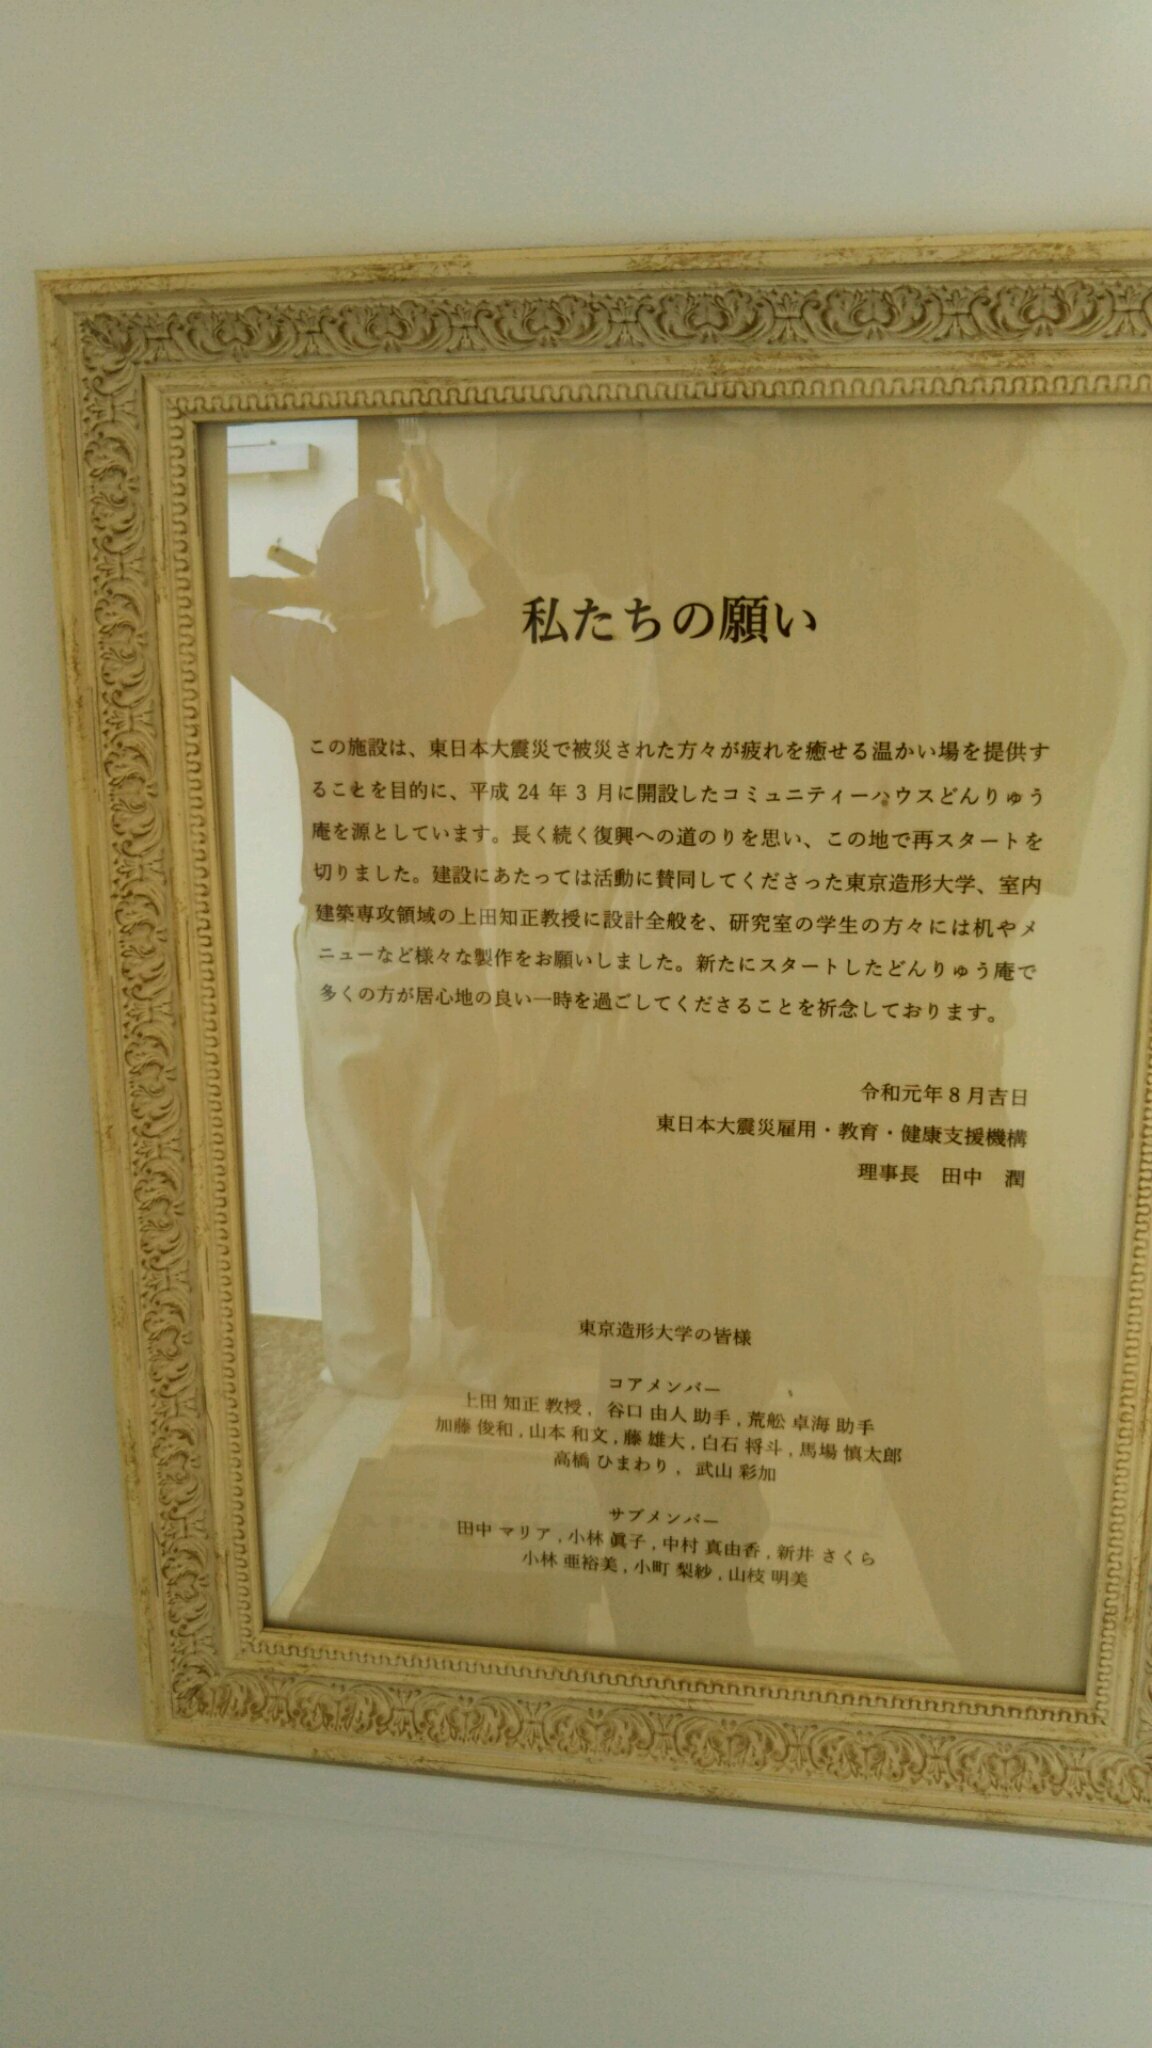 私たちの願い
この施設は、東日本大震災で被災された方々が疲れを癒せる温かい場を提供す
ることを目的に、平成 24 年 3 月に開設したコミュニティーハウスどんりゅう
庵を源としています。長く続く復興への道のりを思い、この地で再スタートを
切りました。建設にあたっては活動に賛同してくださった東京造形大学、室内
建築専攻領域の上田知正教授に設計全般を、研究室の学生の方々には机やメ
ニューなど様々な製作をお願いしました。新たにスタートしたどんりゅう庵で
多くの方が居心地の良い一時を過ごしてくださることを祈念しております。
令和元年 8 月吉日
東日本大震災雇用・教育・健康支援機構
理事長　田中　潤
東京造形大学の皆様
コアメンバー
上田 知正 教授 , 谷口 由人 助手 , 荒舩 卓海 助手
加藤 俊和 , 山本 和文 , 藤 雄大 , 白石 将斗 , 馬場 慎太郎
高橋 ひまわり , 武山 彩加
サブメンバー
田中 マリア , 小林 眞子 , 中村 真由香 , 新井 さくら
小林 亜裕美 , 小町 梨紗 , 山枝 明美